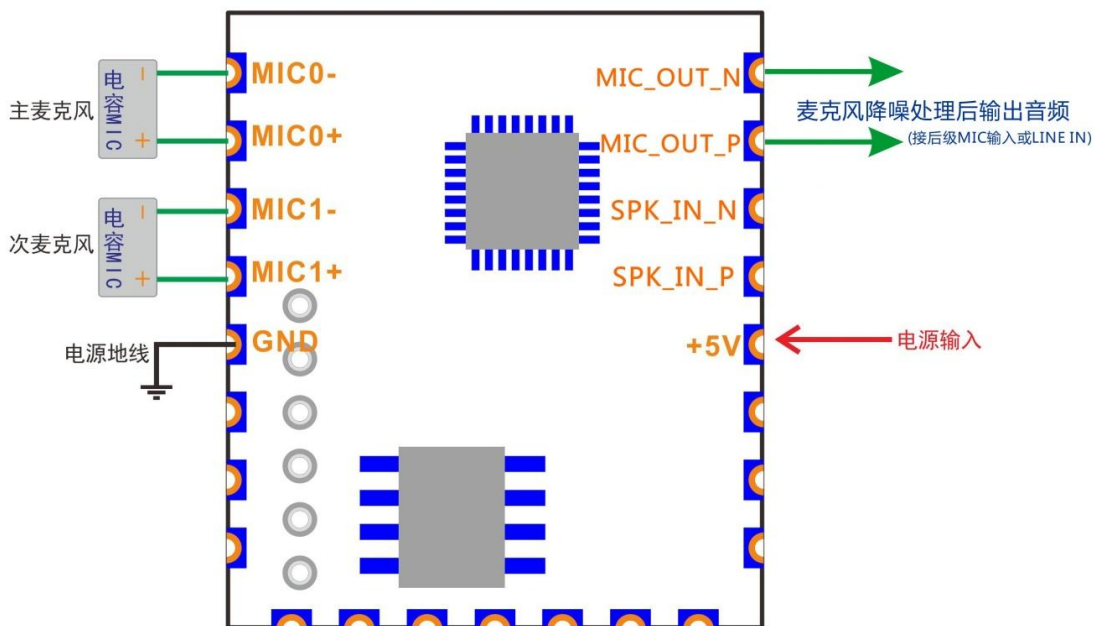 主麦克风
电容MIC
-
+
MIC0-
MIC0+
次麦克风
电容MIC
-
+
MIC1-
MIC1+
电源地线
GND
MIC_OUT_N
MIC_OUT_P
SPK_IN_N
SPK_IN_P
+5V
麦克风降噪处理后输出音频
(接后级MIC输入或LINE IN)
电源输入